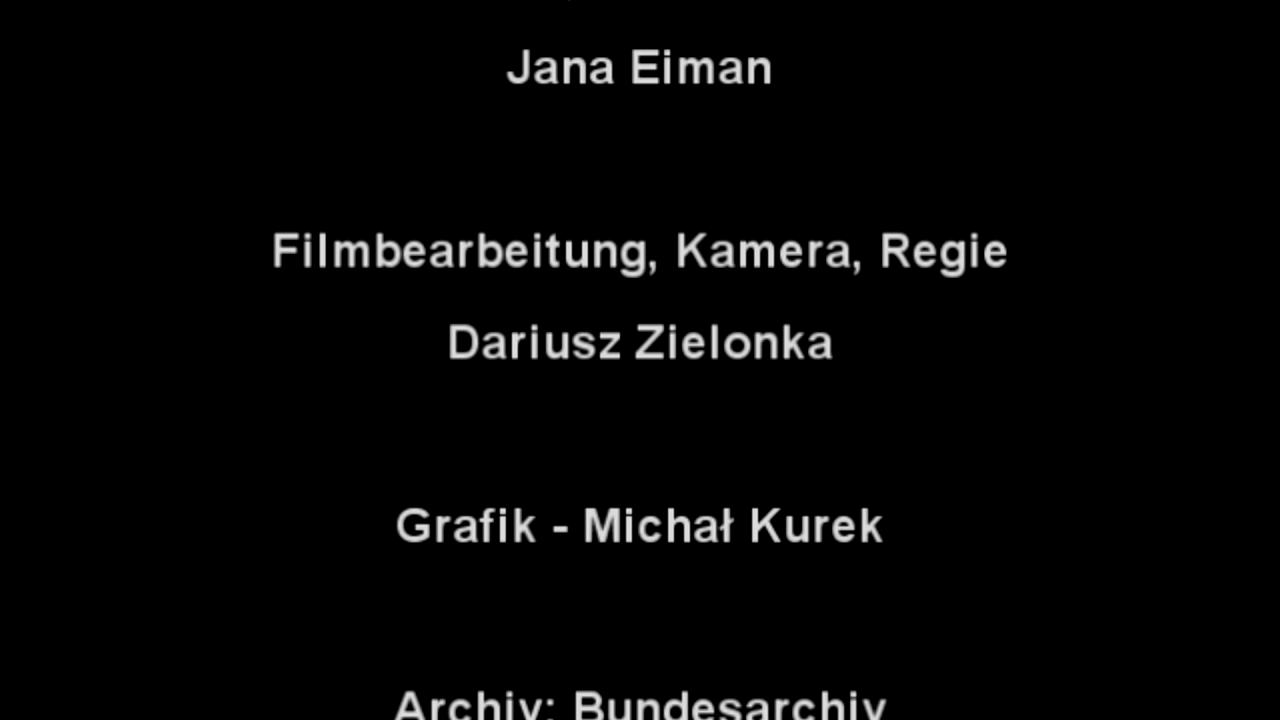 Jana Eiman
Filmbearbeitung, Kamera, Regie
Dariusz Zielonka
Grafik - Michał Kurek
Archiv: Bundesarchiv